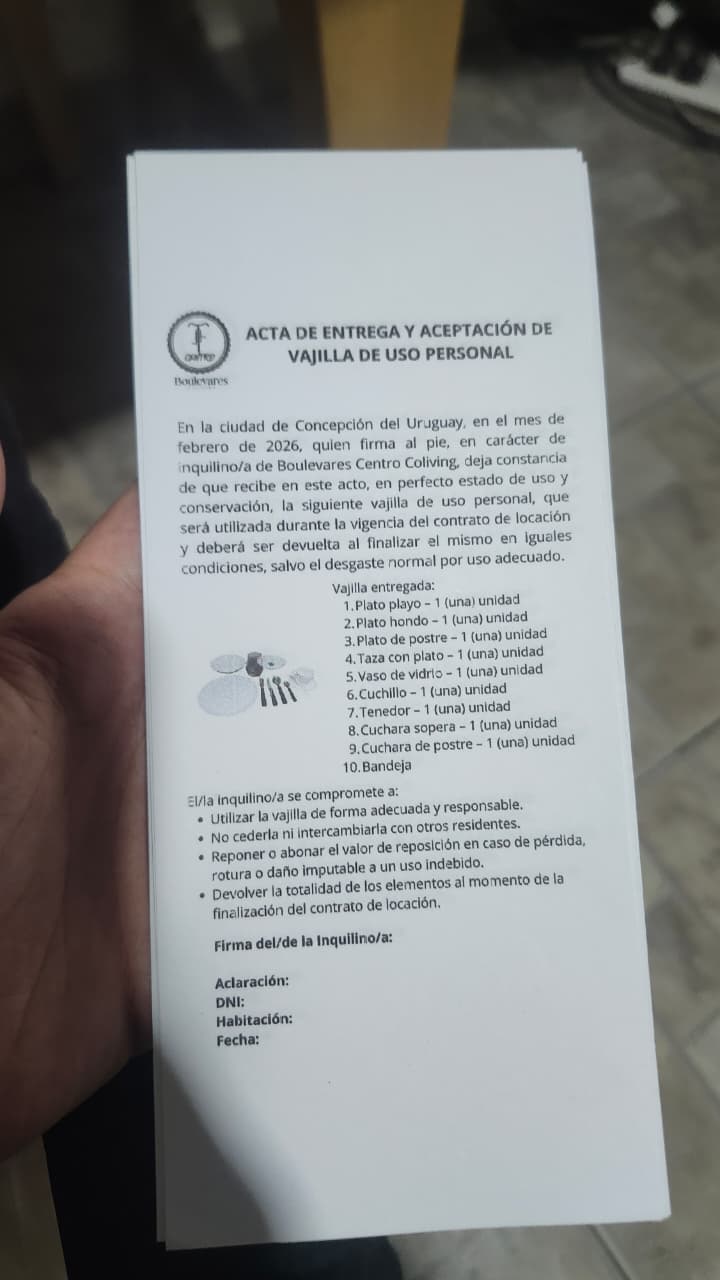 ACTA DE ENTREGA Y ACEPTACIÓN DE
VAJILLA DE USO PERSONAL
Boulevares
En la ciudad de Concepción del Uruguay, en el mes de
febrero de 2026, quien firma al pie, en carácter de
inquilino/a de Boulevares Centro Coliving, deja constancia
de que recibe en este acto, en perfecto estado de uso y
conservación, la siguiente vajilla de uso personal, que
será utilizada durante la vigencia del contrato de locación
y deberá ser devuelta al finalizar el mismo en iguales
condiciones, salvo el desgaste normal por uso adecuado.
Vajilla entregada:
1.Plato playo – 1 (una) unidad
2.Plato hondo – 1 (una) unidad
3.Plato de postre – 1 (una) unidad
4.Taza con plato – 1 (una) unidad
5.Vaso de vidrio – 1 (una) unidad
6.Cuchillo – 1 (una) unidad
7.Tenedor – 1 (una) unidad
8.Cuchara sopera – 1 (una) unidad
9.Cuchara de postre – 1 (una) unidad
10.Bandeja
El/la inquilino/a se compromete a:
• Utilizar la vajilla de forma adecuada y responsable.
• No cederla ni intercambiarla con otros residentes.
• Reponer o abonar el valor de reposición en caso de pérdida,
rotura o daño imputable a un uso indebido.
• Devolver la totalidad de los elementos al momento de la
finalización del contrato de locación.
Firma del/de la Inquilino/a:
Aclaración:
DNI:
Habitación:
Fecha: